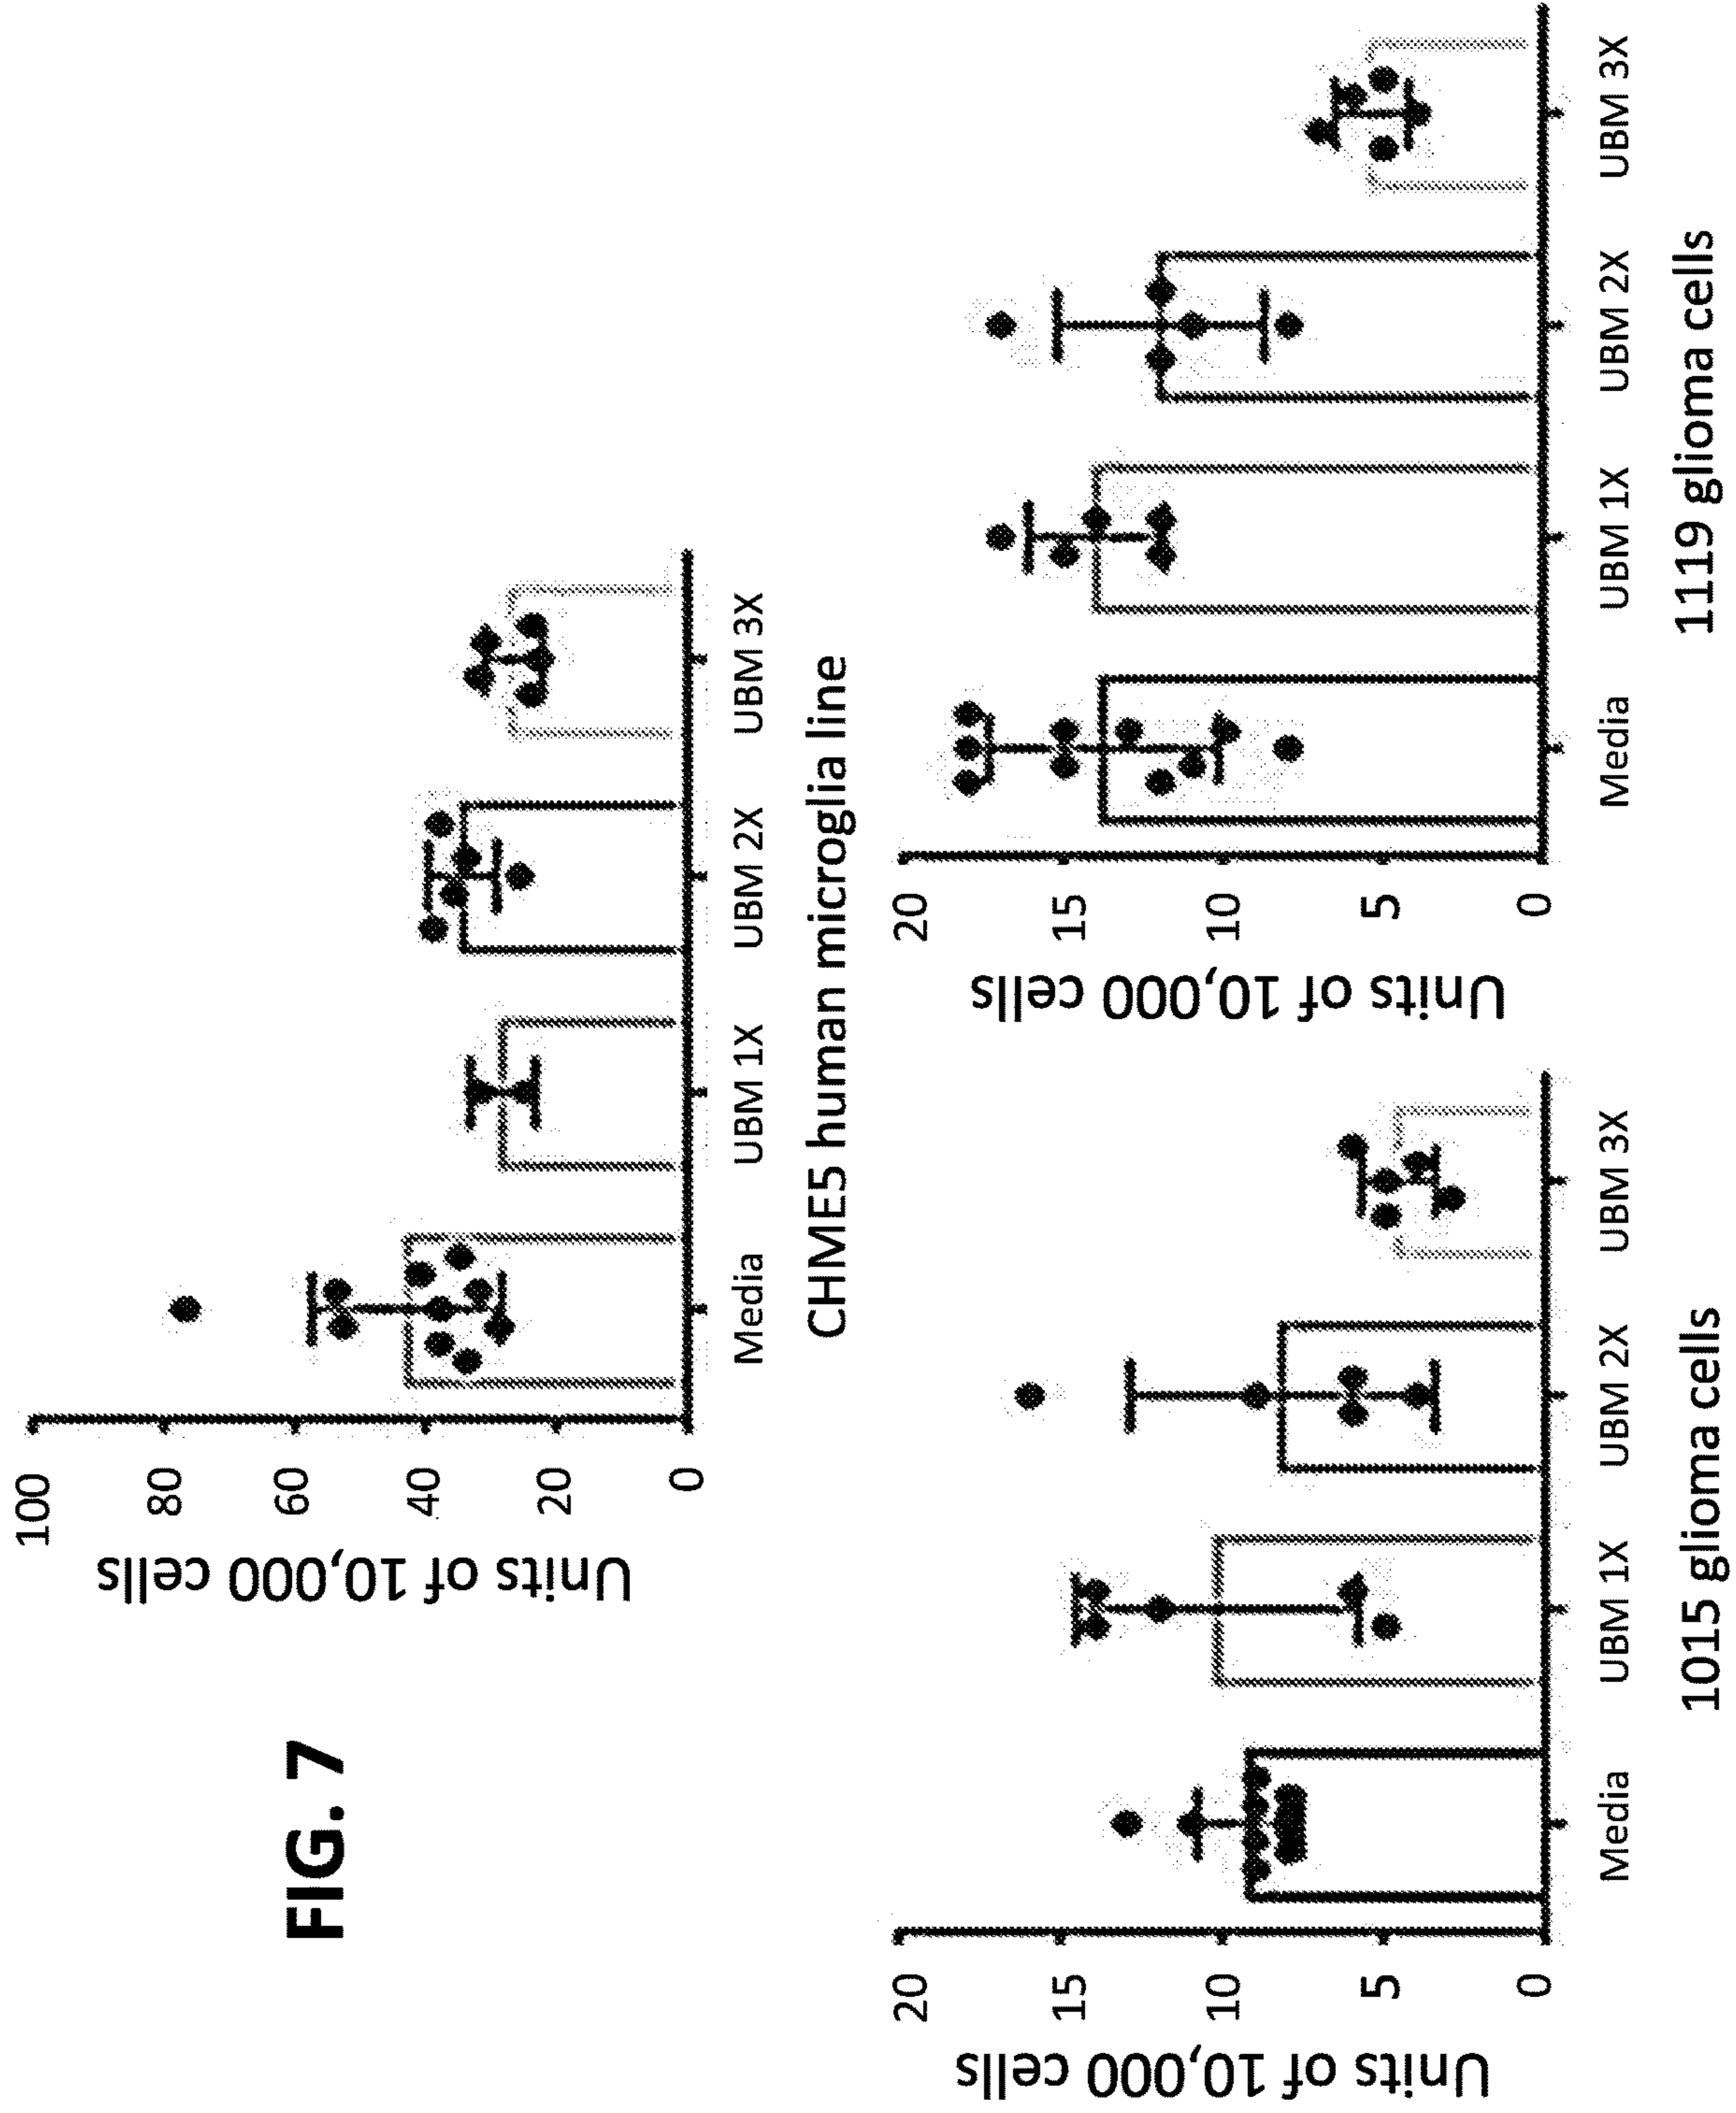 FIG. 7
Units of 10,000 cells
100
80
60
40
20
0
Media
UBM 1X
UBM 2X
UBM 3X
CHME5 human microglia line
Units of 10,000 cells
20
15
10
5
0
Media
UBM 1X
UBM 2X
UBM 3X
1015 glioma cells
Units of 10,000 cells
20
15
10
5
0
Media
UBM 1X
UBM 2X
UBM 3X
1119 glioma cells